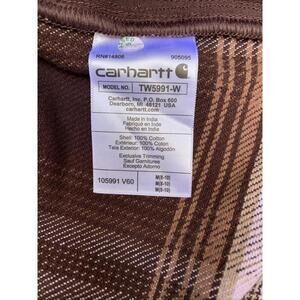 RN#14806 905095
carhartt
MODEL NO. TW5991-W
Carhartt, Inc. P.O. Box 600
Dearborn, MI 48121 USA
carhartt.com
Made in India
Fabriqué en Inde
Hecho en India
Shell: 100% Cotton
Extérieur: 100% Coton
Tela Exterior: 100% Algodón
Exclusive Trimming
Sauf Garnitures
Excepto Adorno
105991 V60
M(8-10)
M(8-10)
M(8-10)